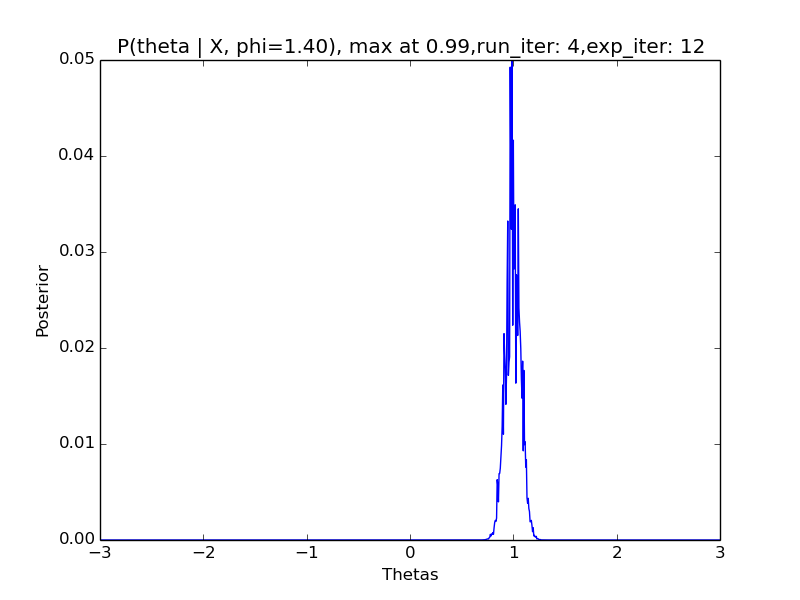 P(theta | X, phi=1.40), max at 0.99,run_iter: 4,exp_iter: 12
0.05
0.04
0.03
0.02
0.01
0.00
Posterior
−3 −2 −1 0 1 2 3
Thetas